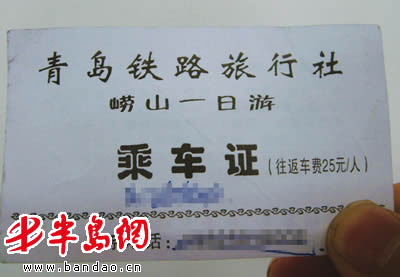 青岛铁路旅行社
崂山一日游
乘车证（往返车费25元/人）
话：
半岛网
www.bandao.cn